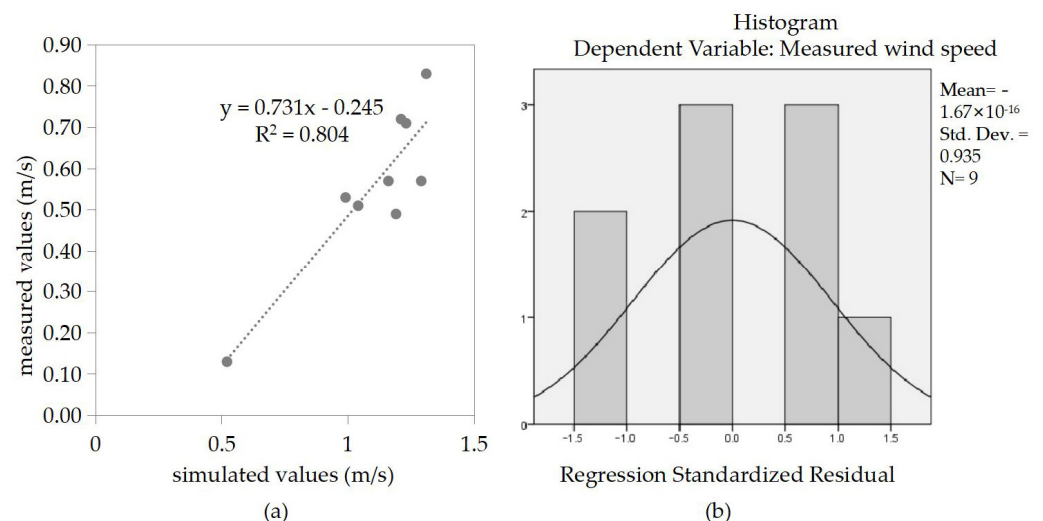 0.90
0.80
0.70
0.60
0.50
0.40
0.30
0.20
0.10
0.00
measured values (m/s)
y = 0.731x - 0.245
R² = 0.804
0
0.5
1
1.5
simulated values (m/s)
(a)
Histogram
Dependent Variable: Measured wind speed
3
2
1
0
-1.5
-1.0
-0.5
0.0
0.5
1.0
1.5
Mean= -
1.67×10⁻¹⁶
Std. Dev. =
0.935
N= 9
Regression Standardized Residual
(b)